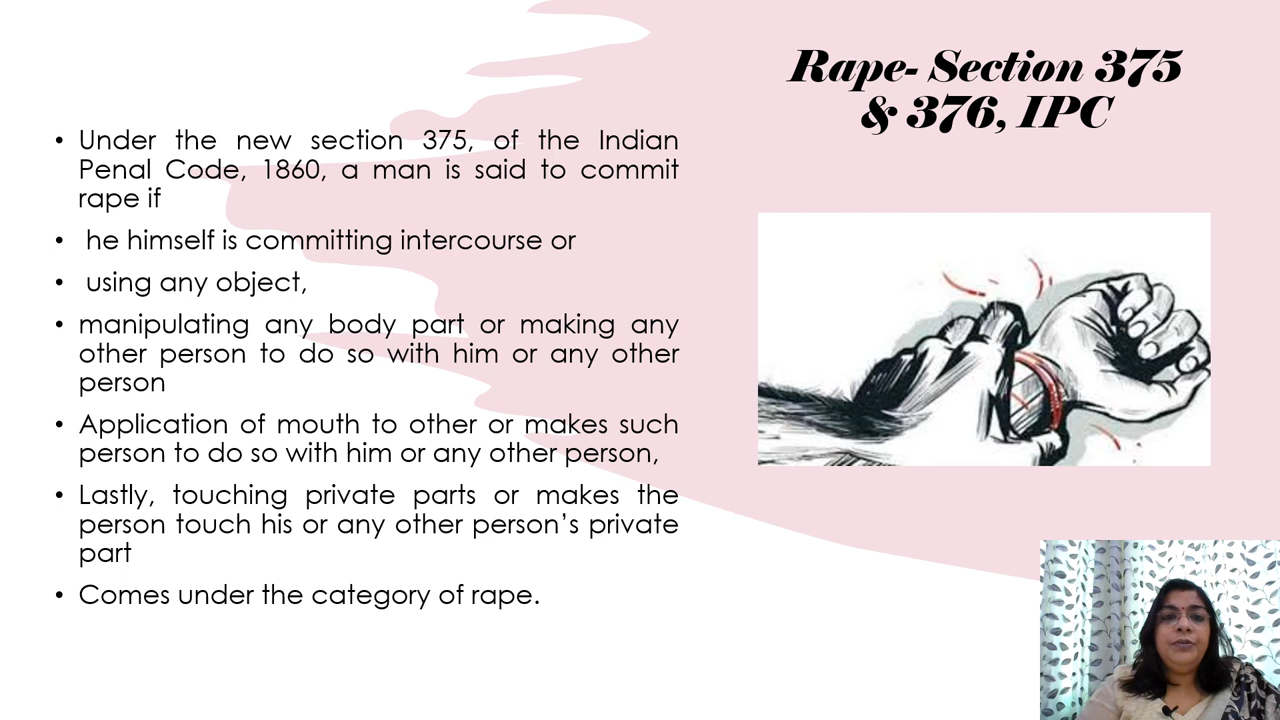 Rape- Section 375
& 376, IPC
• Under the new section 375, of the Indian
Penal Code, 1860, a man is said to commit
rape if
• he himself is committing intercourse or
• using any object,
• manipulating any body part or making any
other person to do so with him or any other
person
• Application of mouth to other or makes such
person to do so with him or any other person,
• Lastly, touching private parts or makes the
person touch his or any other person’s private
part
• Comes under the category of rape.